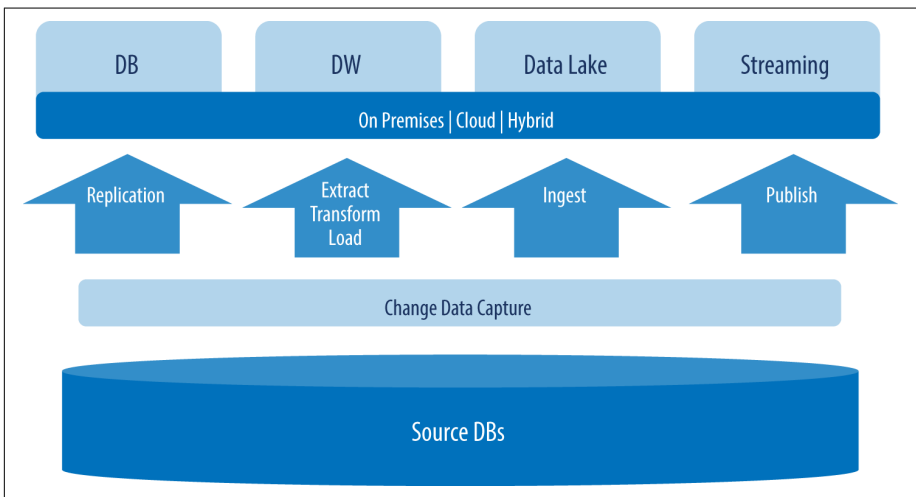 DB
DW
Data Lake
Streaming
On Premises | Cloud | Hybrid
Replication
Extract
Transform
Load
Ingest
Publish
Change Data Capture
Source DBs